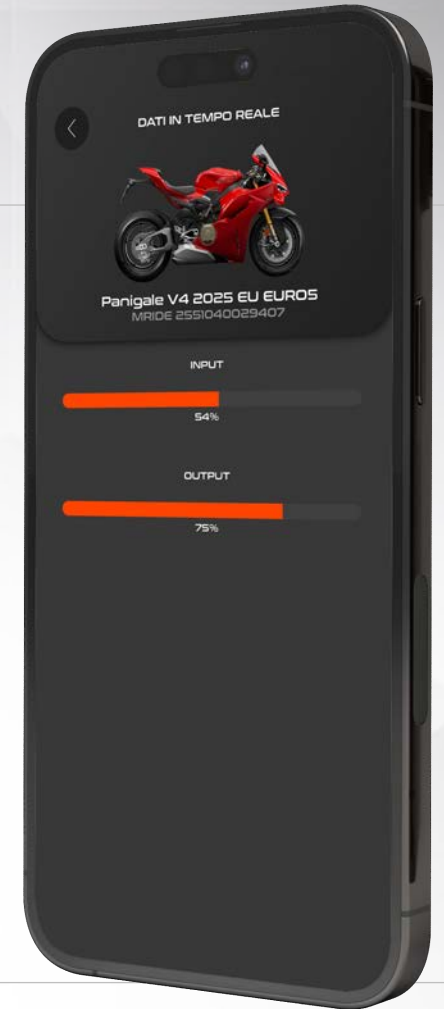 DATI IN TEMPO REALE
Panigale V4 2025 EU EURO5
MRIDE 2551040029407
INPUT
54%
OUTPUT
75%